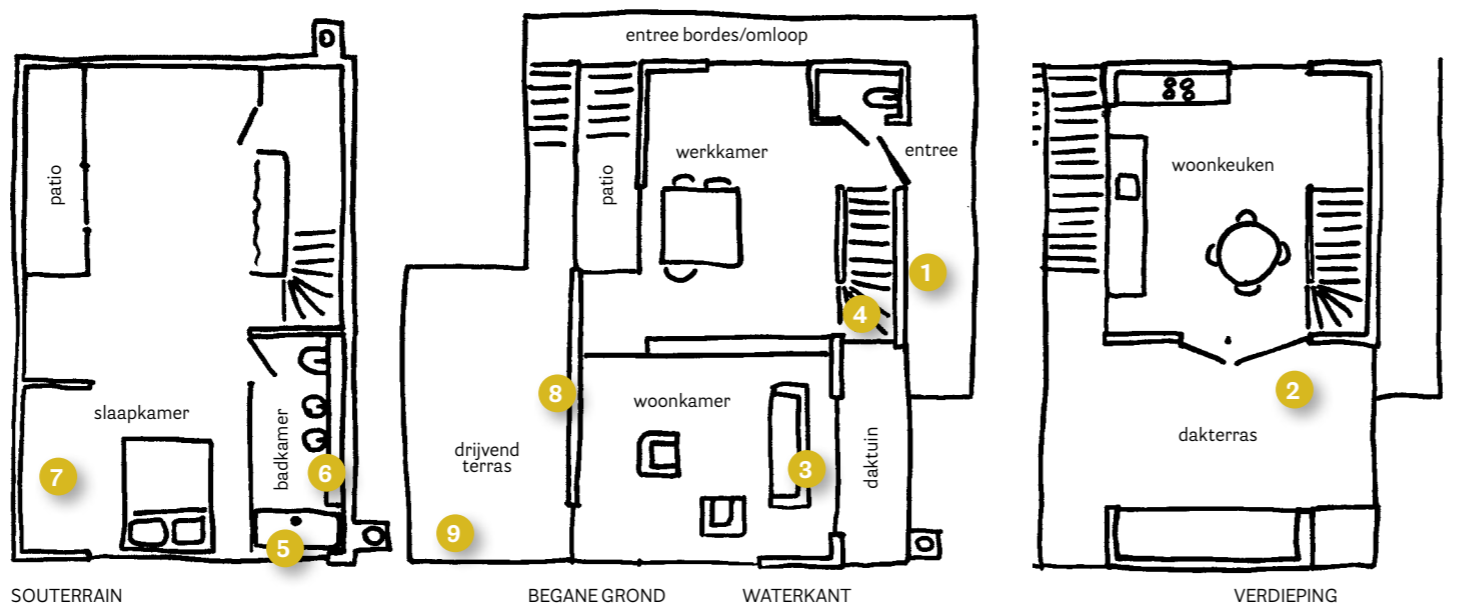 patio
slaapkamer
badkamer
7
6
5
SOUTERRAIN
entree bordes/omloop
patio
werkkamer
entree
1
4
8
woonkamer
drijvend
terras
3
daktuin
9
BEGANE GROND
WATERKANT
woonkeuken
2
dakterras
VERDIEPING